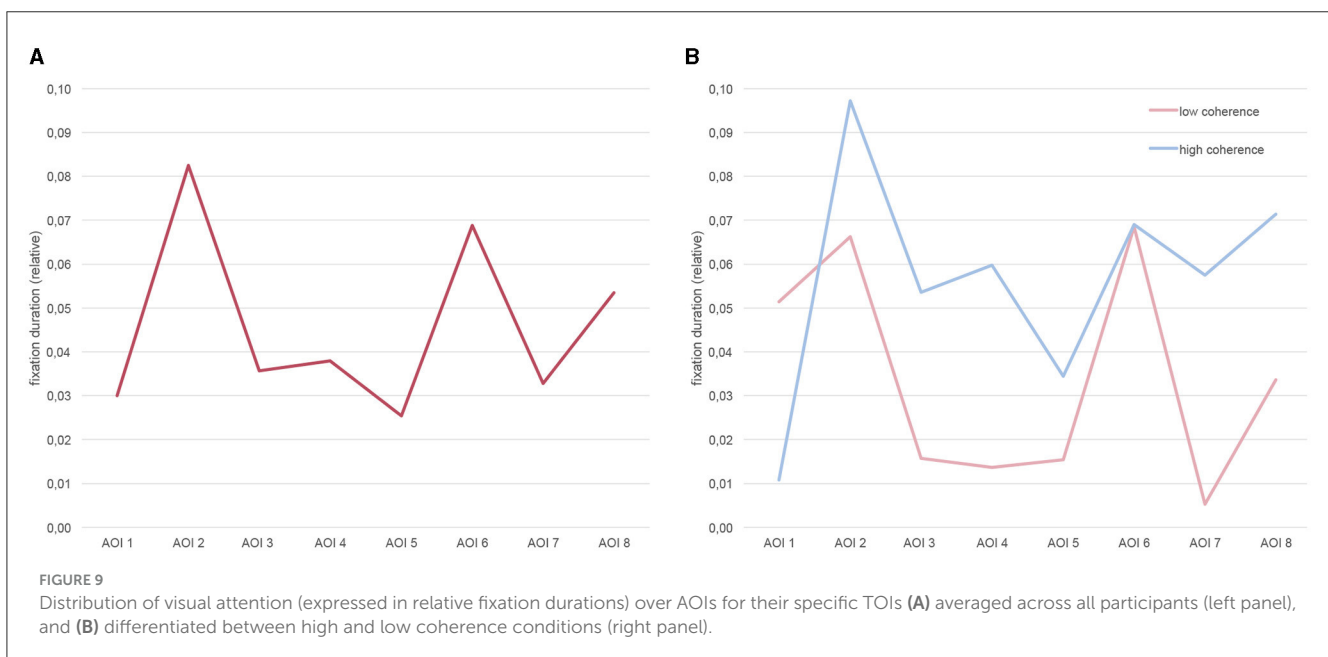 A
0,10
0,09
0,08
0,07
0,06
0,05
0,04
0,03
0,02
0,01
0,00
fixation duration (relative)
AOI 1 AOI 2 AOI 3 AOI 4 AOI 5 AOI 6 AOI 7 AOI 8
B
0,10
0,09
0,08
0,07
0,06
0,05
0,04
0,03
0,02
0,01
0,00
fixation duration (relative)
low coherence
high coherence
AOI 1 AOI 2 AOI 3 AOI 4 AOI 5 AOI 6 AOI 7 AOI 8
FIGURE 9
Distribution of visual attention (expressed in relative fixation durations) over AOIs for their specific TOIs (A) averaged across all participants (left panel),
and (B) differentiated between high and low coherence conditions (right panel).